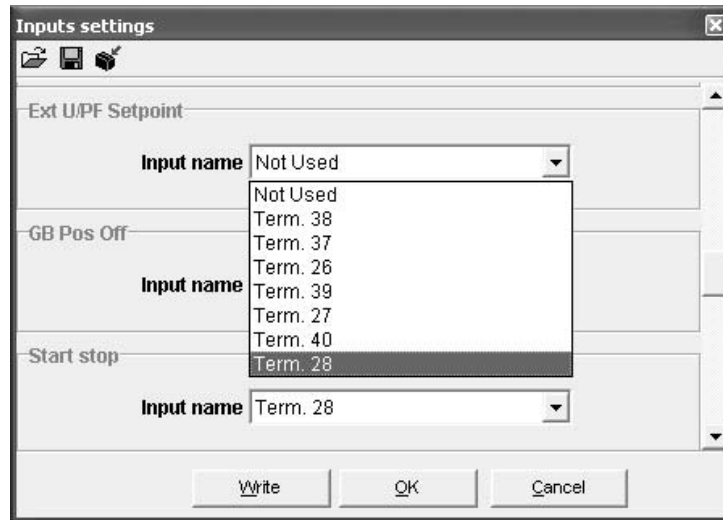 Inputs settings
Ext U/PF Setpoint
Input name Not Used
Not Used
Term. 38
GB Pos Off
Term. 37
Term. 26
Input name
Term. 39
Term. 27
Term. 40
Start stop
Term. 28
Input name Term. 28
Write OK Cancel